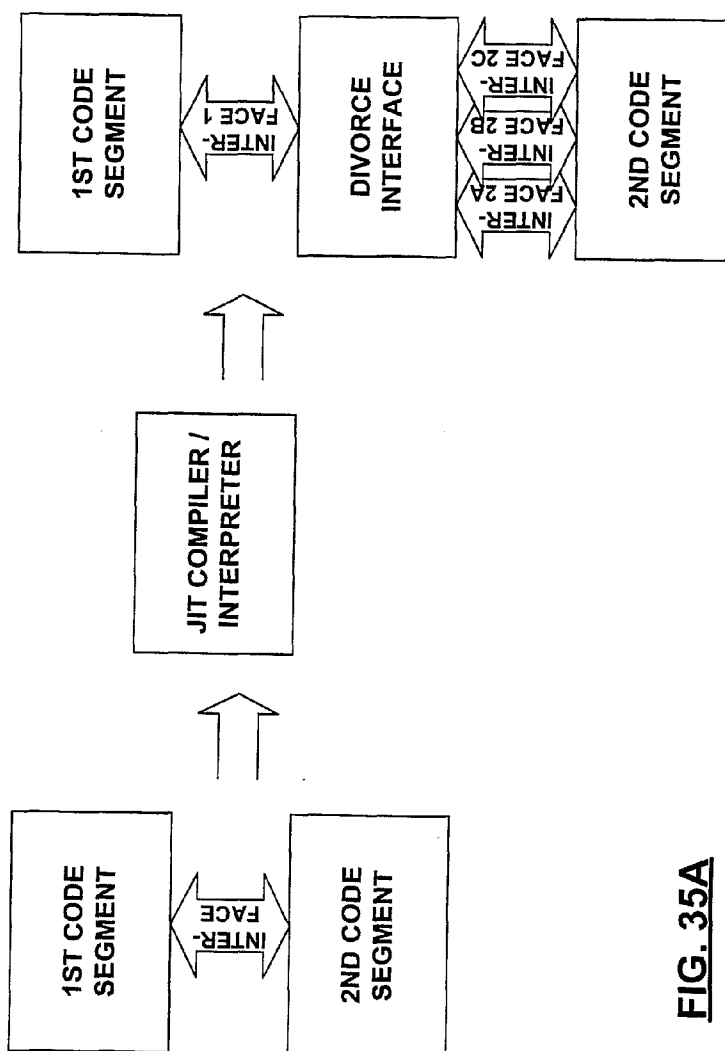 1ST CODE
SEGMENT
INTER-
FACE
2ND CODE
SEGMENT
JIT COMPILER /
INTERPRETER
1ST CODE
SEGMENT
INTER-
FACE 1
DIVORCE
INTERFACE
INTER-
FACE 2A
INTER-
FACE 2B
INTER-
FACE 2C
2ND CODE
SEGMENT
FIG. 35A